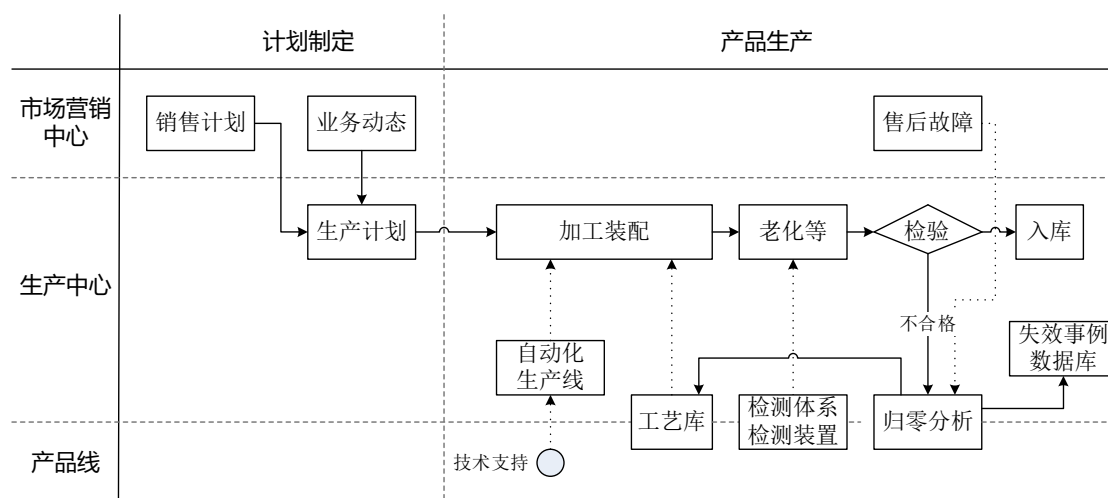 计划制定
产品生产
市场营销
中心
销售计划
业务动态
售后故障
生产中心
生产计划
加工装配
老化等
检验
入库
不合格
失效事例
数据库
自动化
生产线
工艺库
检测体系
检测装置
归零分析
产品线
技术支持